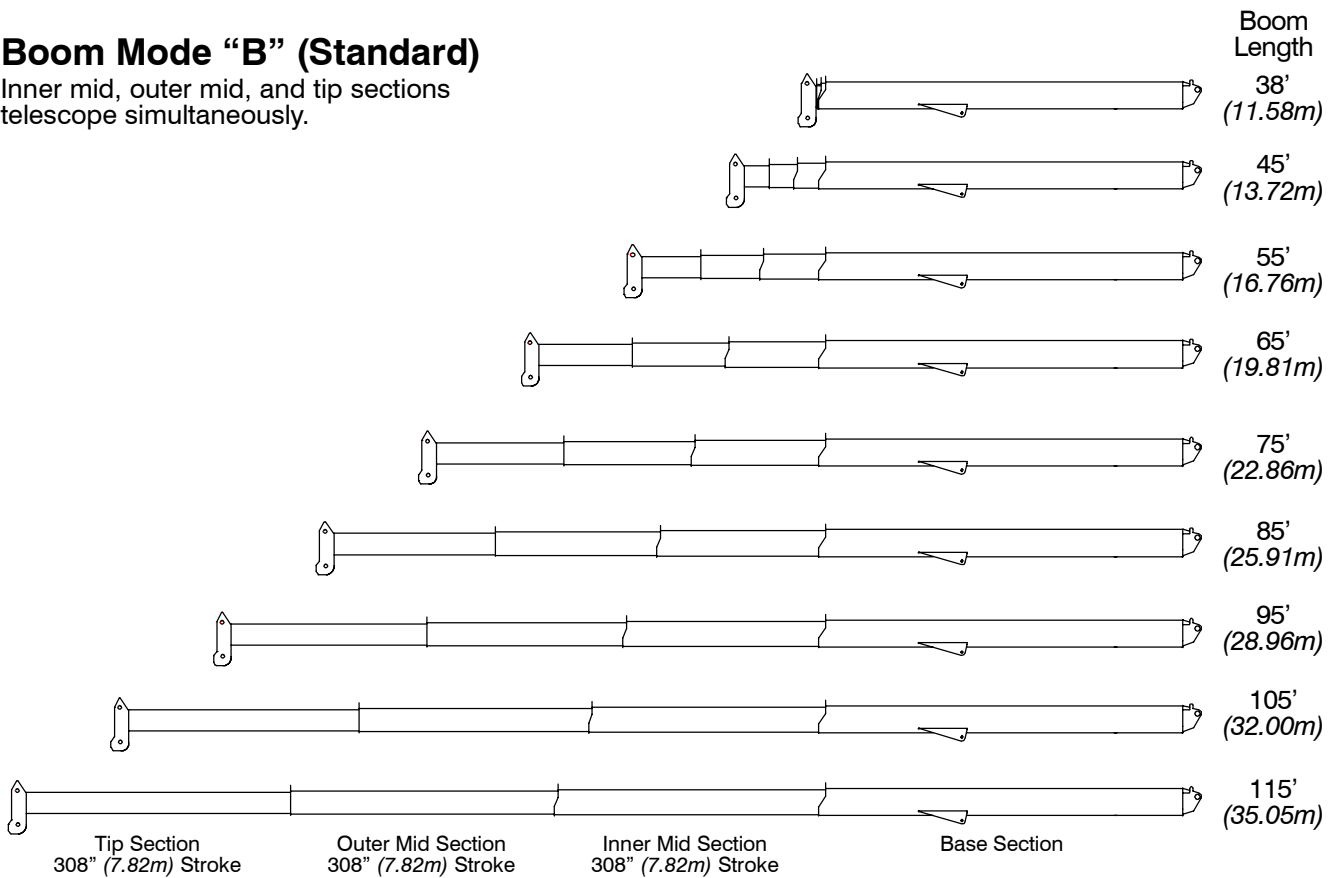 Boom Mode “B” (Standard)
Inner mid, outer mid, and tip sections
telescope simultaneously.
Boom
Length
38’
(11.58m)
45’
(13.72m)
55’
(16.76m)
65’
(19.81m)
75’
(22.86m)
85’
(25.91m)
95’
(28.96m)
105’
(32.00m)
115’
(35.05m)
Tip Section
308” (7.82m) Stroke
Outer Mid Section
308” (7.82m) Stroke
Inner Mid Section
308” (7.82m) Stroke
Base Section